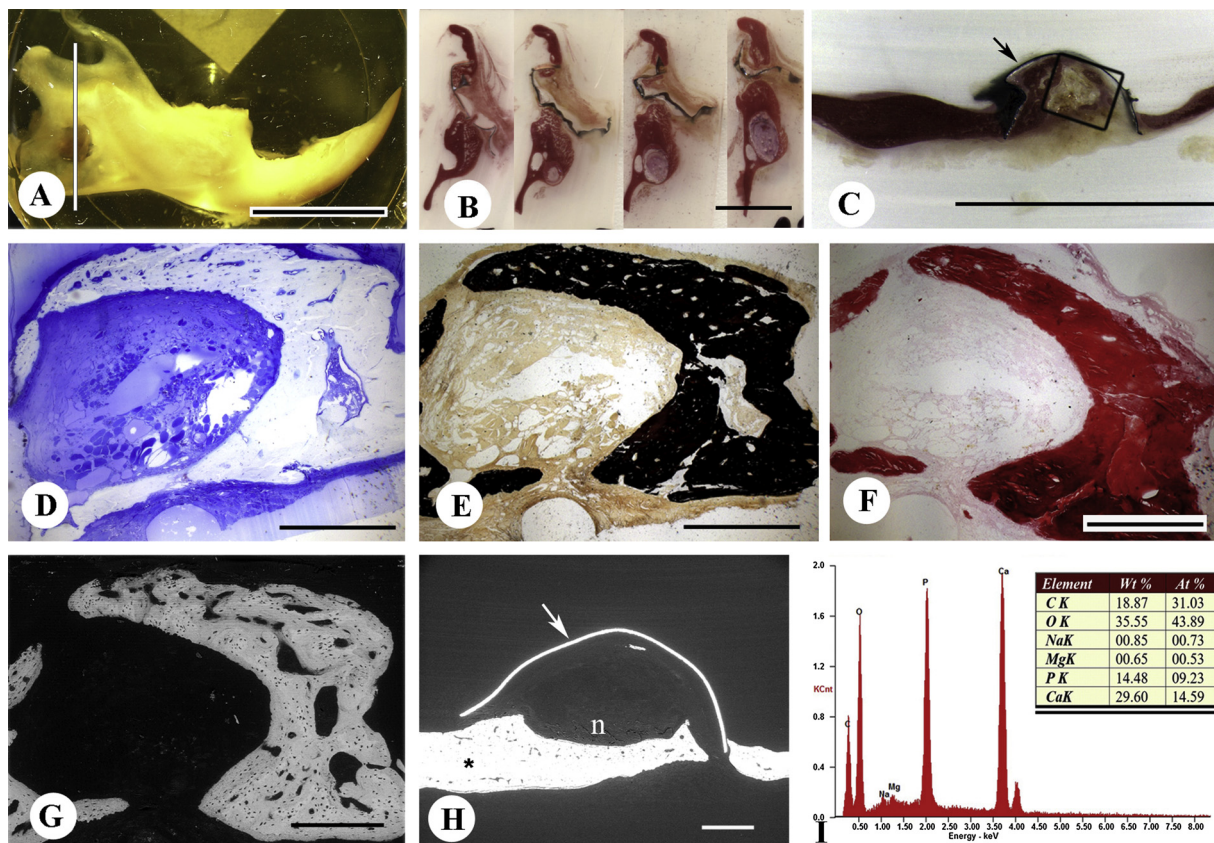 A
B
C
D
E
F
G
n
*
H
2.0
1.6
1.2
0.8
0.4
0.0
KCnt
C
O
Na
Mg
P
Ca
0.50 1.00 1.50 2.00 2.50 3.00 3.50 4.00 4.50 5.00 5.50 6.00 6.50 7.00 7.50 8.00
Energy - keV
I
Element Wt % At %
C K 18.87 31.03
O K 35.55 43.89
NaK 00.85 00.73
MgK 00.65 00.53
P K 14.48 09.23
CaK 29.60 14.59